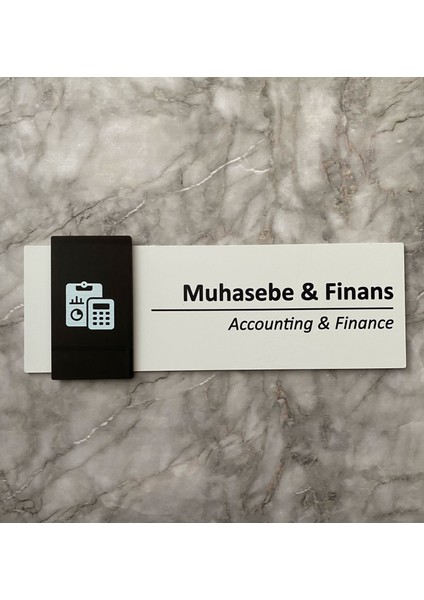 Muhasebe & Finans
Accounting & Finance